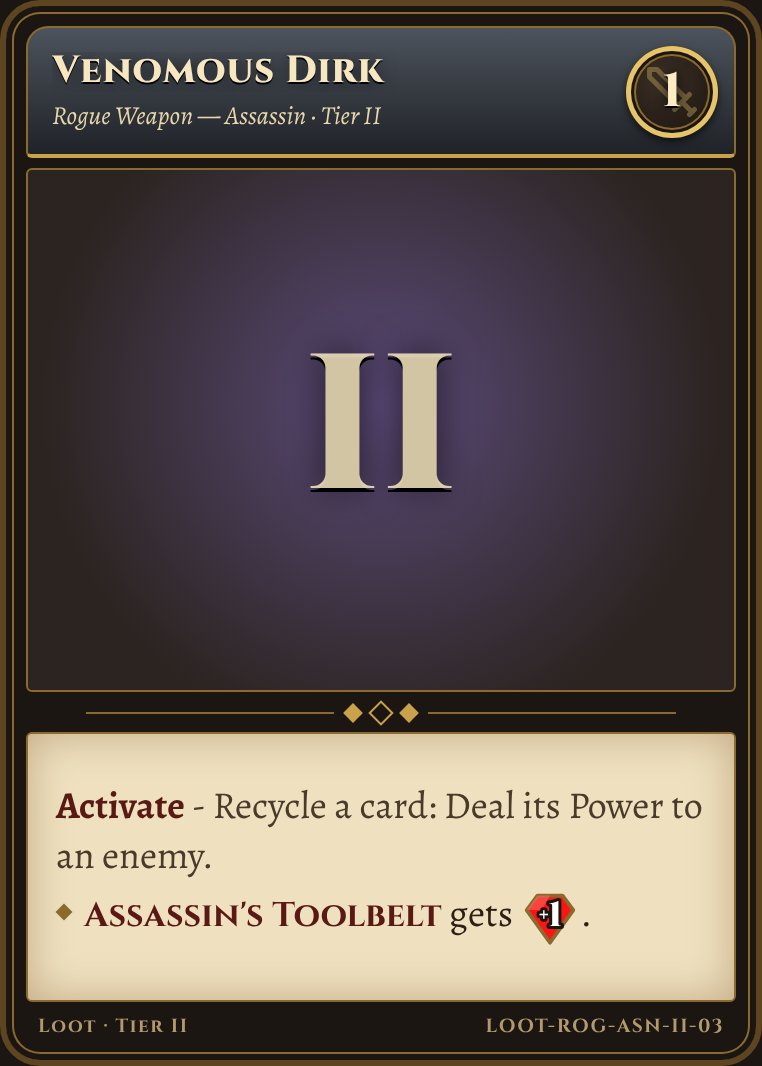 Venomous Dirk
Rogue Weapon — Assassin · Tier II
1
II
Activate - Recycle a card: Deal its Power to
an enemy.
Assassin's Toolbelt gets +1 .
Loot · Tier II
LOOT-ROG-ASN-II-03